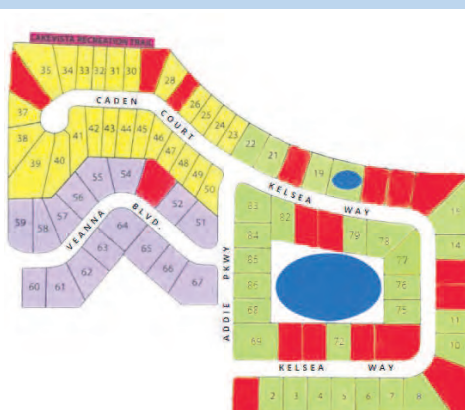 LAKEVISTA RECREATION TRAIL
35 34 33 32 31 30 28
37 26 25 24 23 22 21 19
CADEN COURT
38 39 40 41 42 43 44 45 46 47 48 49 50
KELSEA WAY
55 54 52 51
59 58 57 56
VEANNA BLVD.
64 65 66 67
60 61 62 63
83 82 79 78
84 77
85 76
86 75
68
69 72
ADDIE PKWY
15
14
11
10
KELSEA WAY
2 3 4 5 6 7 8